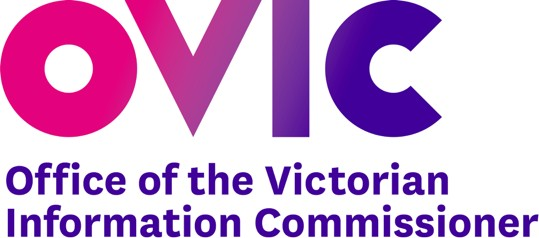 OVIC
Office of the Victorian
Information Commissioner